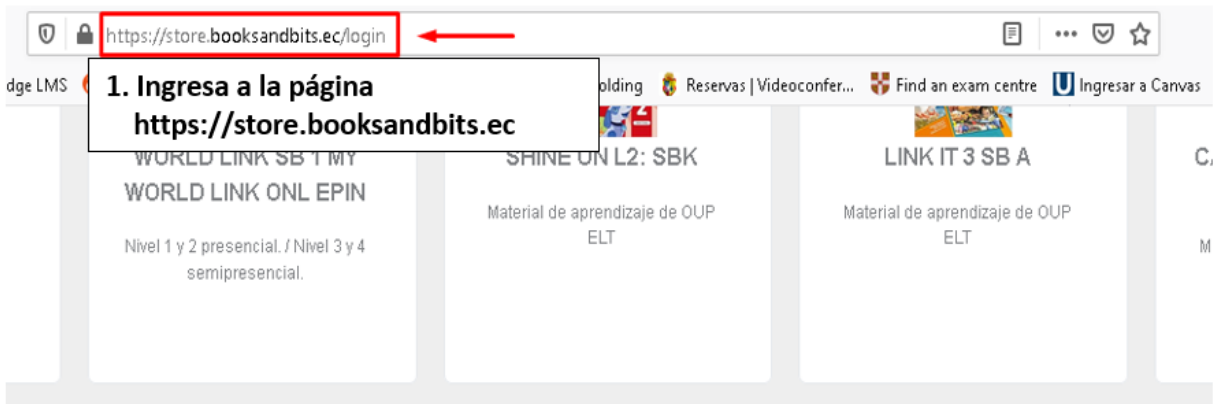 https://store.booksandbits.ec/login
dge LMS
olding
Reservas | Videoconfer...
Find an exam centre
Ingresar a Canvas
1. Ingresa a la página
https://store.booksandbits.ec
WORLD LINK SB 1 MY
WORLD LINK ONL EPIN
Nivel 1 y 2 presencial. / Nivel 3 y 4
semipresencial.
SHINE ON L2: SBK
Material de aprendizaje de OUP
ELT
LINK IT 3 SB A
Material de aprendizaje de OUP
ELT